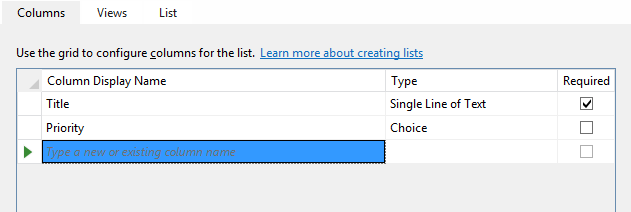 Columns Views List
Use the grid to configure columns for the list. Learn more about creating lists
Column Display Name Type Required
Title Single Line of Text
Priority Choice
Type a new or existing column name